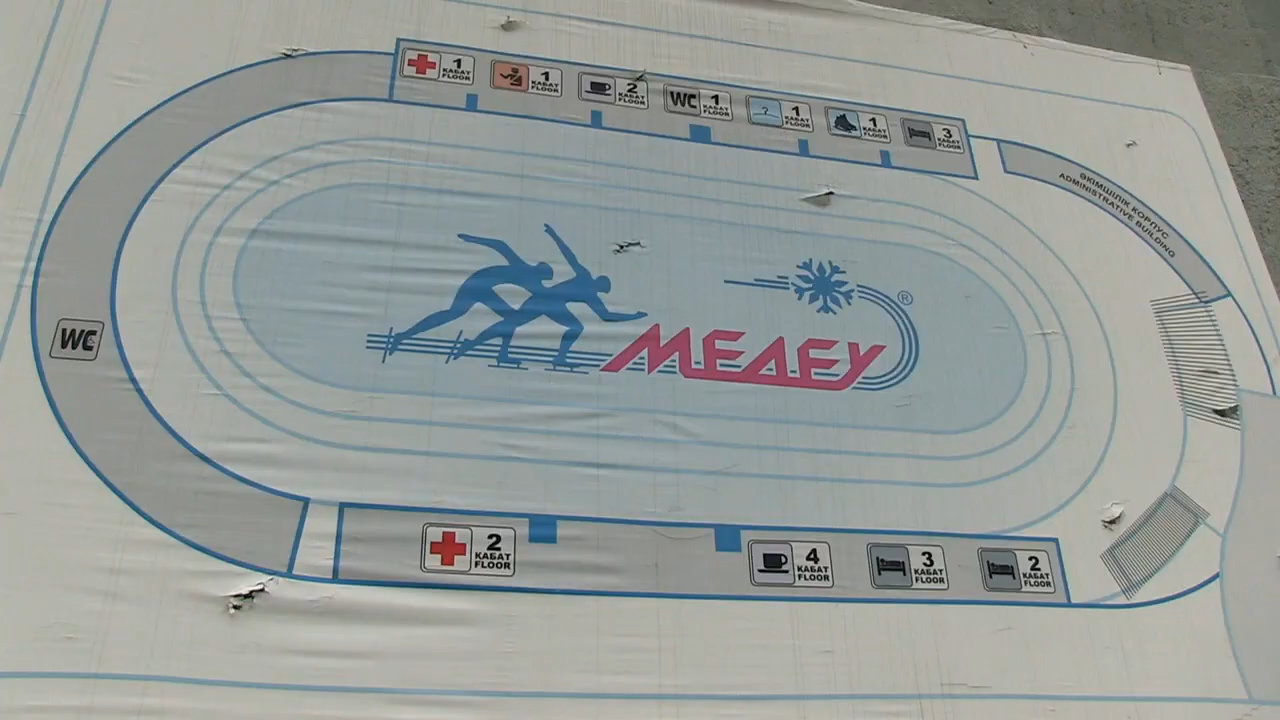 1
ҚАБАТ
FLOOR
1
ҚАБАТ
FLOOR
2
ҚАБАТ
FLOOR
WC
1
ҚАБАТ
FLOOR
?
1
ҚАБАТ
FLOOR
1
ҚАБАТ
FLOOR
3
ҚАБАТ
FLOOR
ӘКІМШІЛІК КОРПУС
ADMINISTRATIVE BUILDING
®
WC
МЕДЕУ
2
ҚАБАТ
FLOOR
4
ҚАБАТ
FLOOR
3
ҚАБАТ
FLOOR
2
ҚАБАТ
FLOOR